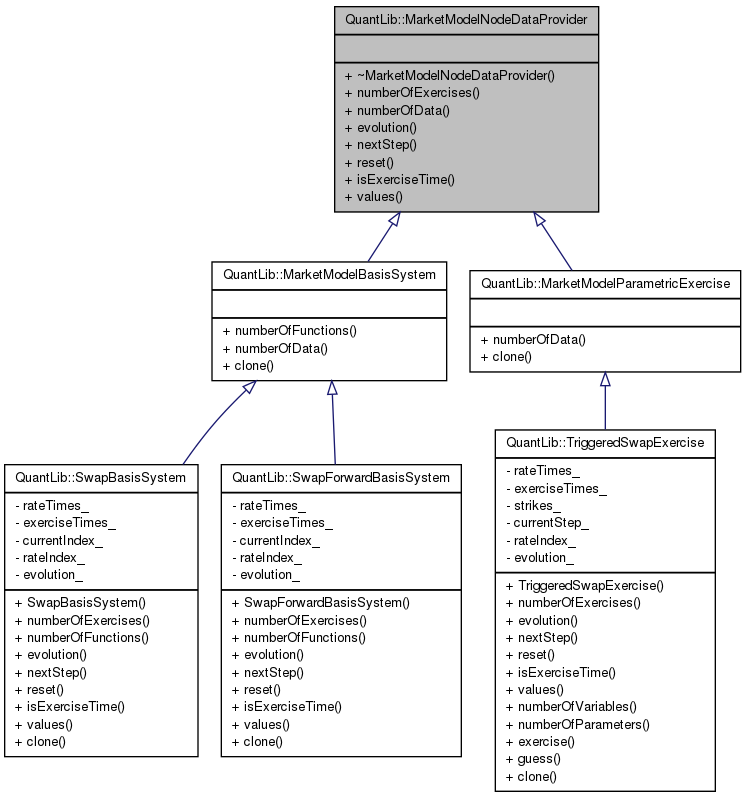 QuantLib::MarketModelNodeDataProvider
+ ~MarketModelNodeDataProvider()
+ numberOfExercises()
+ numberOfData()
+ evolution()
+ nextStep()
+ reset()
+ isExerciseTime()
+ values()
QuantLib::MarketModelBasisSystem
+ numberOfFunctions()
+ numberOfData()
+ clone()
QuantLib::MarketModelParametricExercise
+ numberOfData()
+ clone()
QuantLib::SwapBasisSystem
- rateTimes_
- exerciseTimes_
- currentIndex_
- rateIndex_
- evolution_
+ SwapBasisSystem()
+ numberOfExercises()
+ numberOfFunctions()
+ evolution()
+ nextStep()
+ reset()
+ isExerciseTime()
+ values()
+ clone()
QuantLib::SwapForwardBasisSystem
- rateTimes_
- exerciseTimes_
- currentIndex_
- rateIndex_
- evolution_
+ SwapForwardBasisSystem()
+ numberOfExercises()
+ numberOfFunctions()
+ evolution()
+ nextStep()
+ reset()
+ isExerciseTime()
+ values()
+ clone()
QuantLib::TriggeredSwapExercise
- rateTimes_
- exerciseTimes_
- strikes_
- currentStep_
- rateIndex_
- evolution_
+ TriggeredSwapExercise()
+ numberOfExercises()
+ evolution()
+ nextStep()
+ reset()
+ isExerciseTime()
+ values()
+ numberOfVariables()
+ numberOfParameters()
+ exercise()
+ guess()
+ clone()